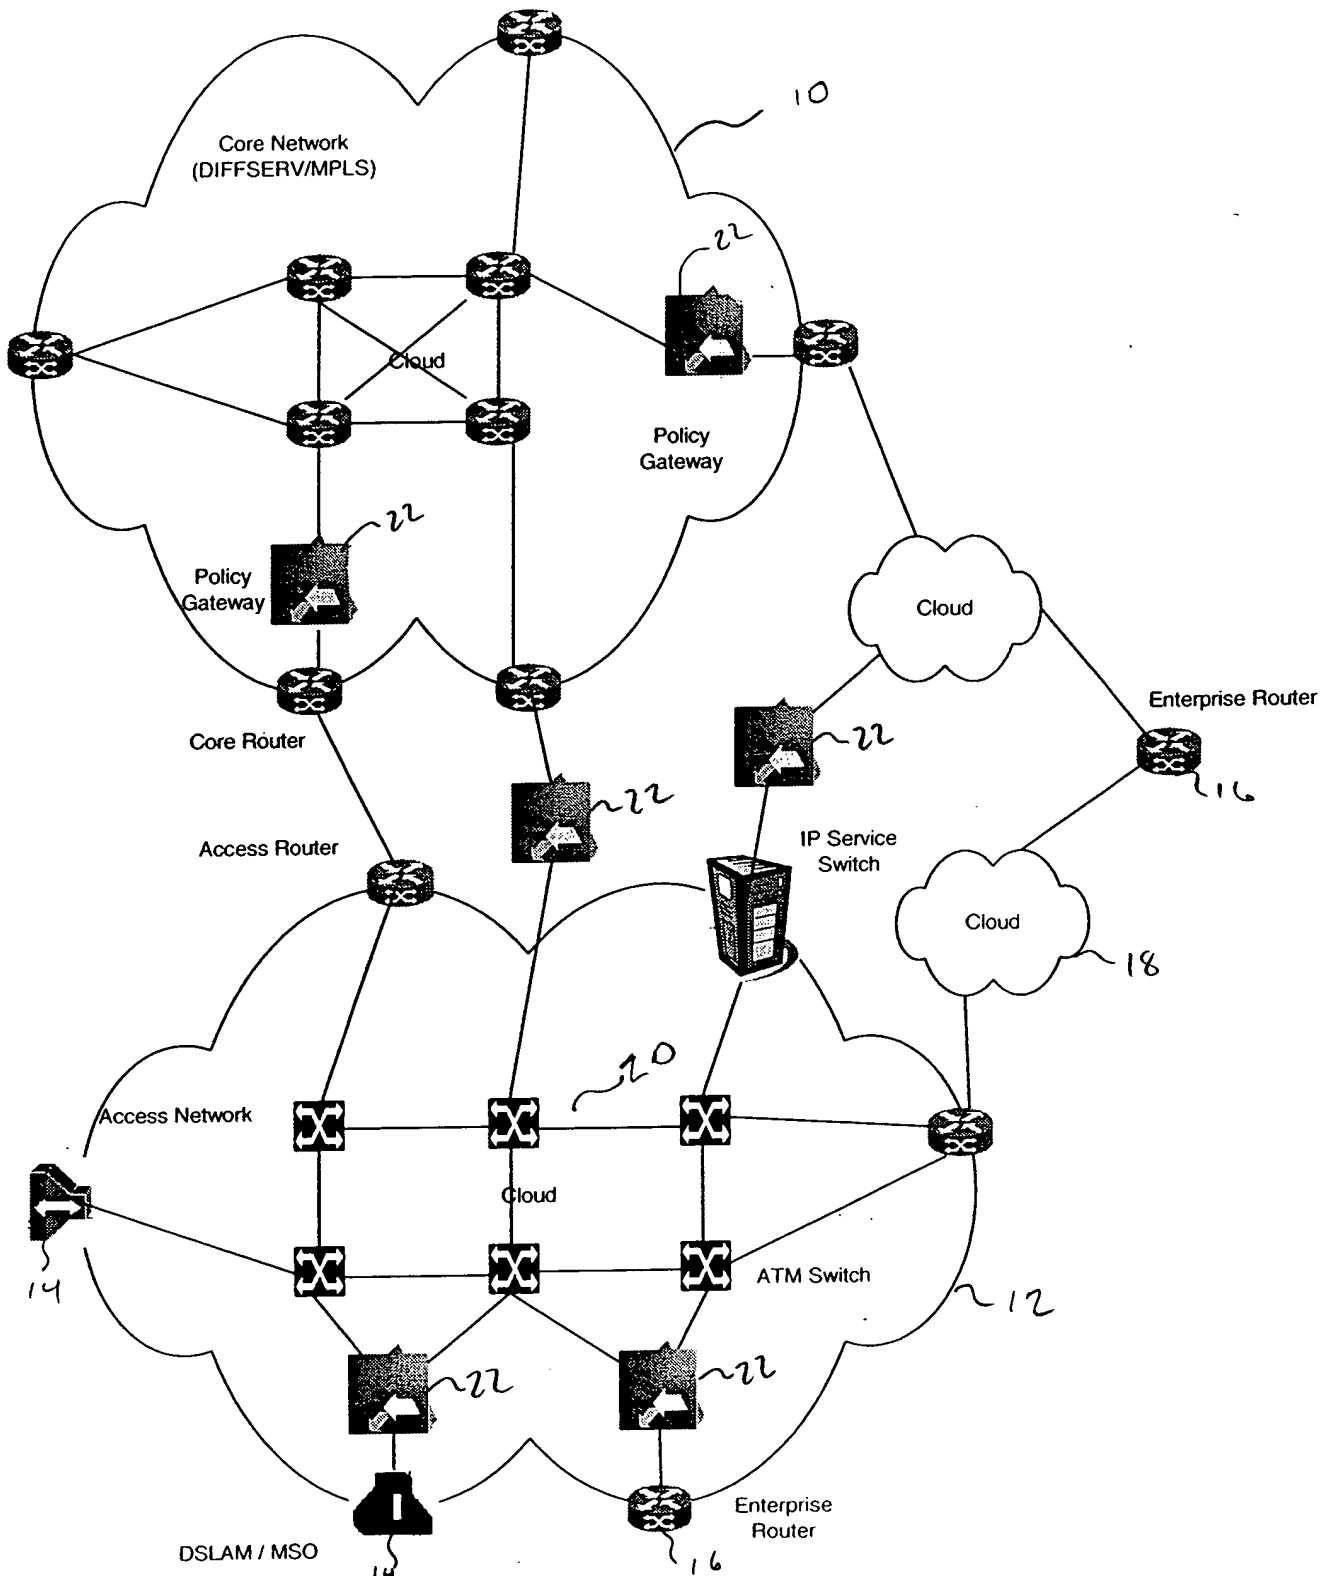 10
Core Network
(DIFFSERV/MPLS)
22
Cloud
Policy
Gateway
22
Policy
Gateway
Cloud
Enterprise Router
Core Router
22
16
22
IP Service
Switch
Access Router
Cloud
18
20
Access Network
Cloud
14
ATM Switch
12
22
22
Enterprise
Router
DSLAM / MSO
14
16